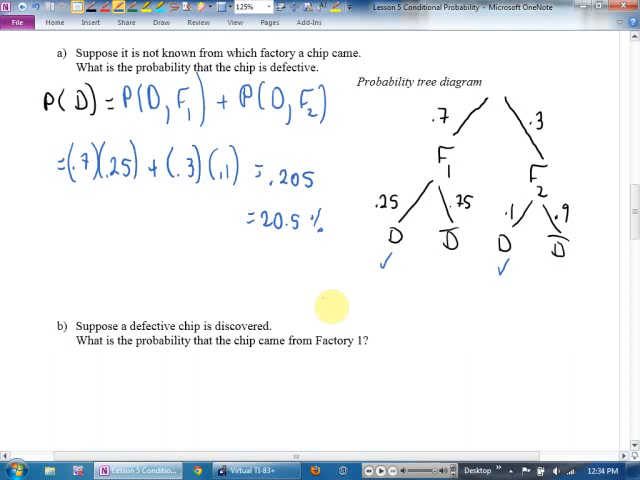 Lesson 5 Conditional Probability - Microsoft OneNote
125%
File Home Insert Share Draw Review View Add-Ins
a) Suppose it is not known from which factory a chip came.
What is the probability that the chip is defective.
Probability tree diagram
P(D) = P(D, F₁) + P(D, F₂)
= (.7)(.25) + (.3)(.1) = .205
= 20.5 %
.7 .3
F₁ F₂
.25 .75 .1 .9
D D̅ D D̅
✓ ✓
b) Suppose a defective chip is discovered.
What is the probability that the chip came from Factory 1?
Lesson 5 Conditio... Virtual TI-83+ Desktop 12:34 PM